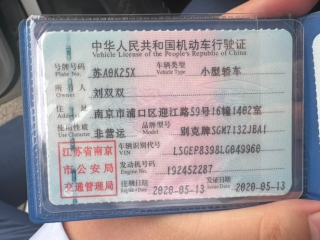 中华人民共和国机动车行驶证
Vehicle License of the People's Republic of China
号牌号码 苏A0K25X 车辆类型 小型轿车
Plate No. Vehicle Type
所有人 刘双双
Owner
住址 南京市浦口区迎江路59号16幢1402室
使用性质 非营运 品牌型号 别克牌SGM7132JBA1
江苏省南京市公安局交通管理局
车辆识别代号
VIN
发动机号码 192452287
Engine No.
注册日期 2020-05-13 发证日期 2020-05-13
Issue Date